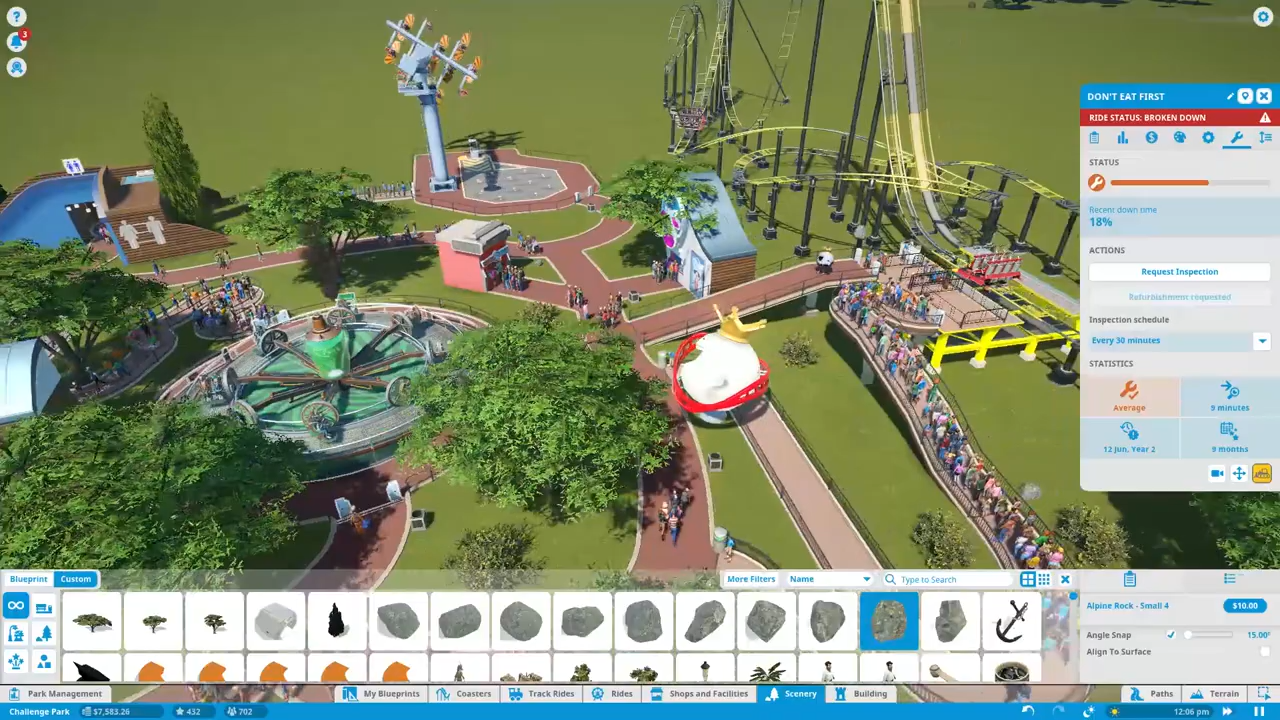 ?
3
DON'T EAT FIRST
RIDE STATUS: BROKEN DOWN
STATUS
Recent down time
18%
ACTIONS
Request Inspection
Refurbishment requested
Inspection schedule
Every 30 minutes
STATISTICS
Average
9 minutes
12 Jun, Year 2
9 months
Blueprint
Custom
More Filters
Name
Type to Search
Alpine Rock - Small 4
$10.00
Angle Snap
15.00°
Align To Surface
Park Management
My Blueprints
Coasters
Track Rides
Rides
Shops and Facilities
Scenery
Building
Paths
Terrain
Challenge Park
$7,583.26
432
702
12:06 pm